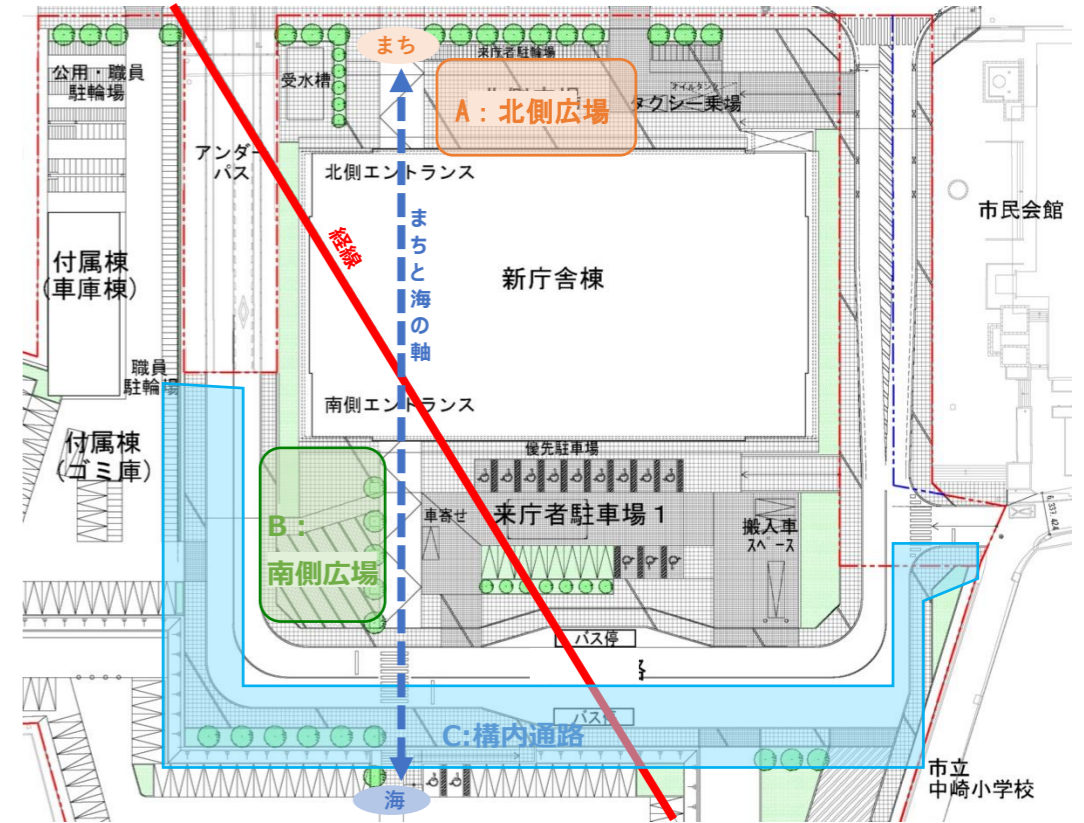 まち
来庁者駐輪場
公用・職員
駐輪場
受水槽
A：北側広場
タクシー乗場
アンダー
パス
北側エントランス
市民会館
まちと海の軸
経線
付属棟
(車庫棟)
新庁舎棟
職員
駐輪場
南側エントランス
付属棟
(ゴミ庫)
優先駐車場
車寄せ
来庁者駐車場１
搬入車
スペース
B：
南側広場
バス停
バス停
C:構内通路
市立
中崎小学校
海